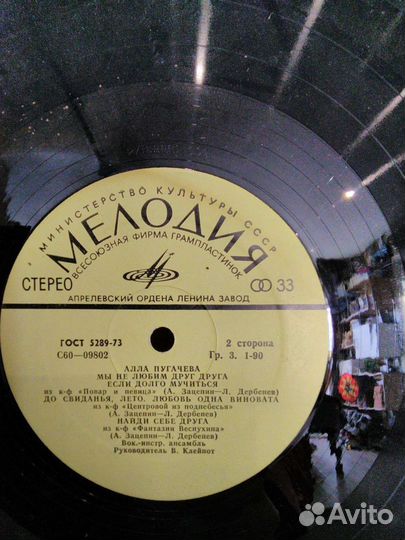 МИНИСТЕРСТВО КУЛЬТУРЫ СССР
МЕЛОДИЯ
ВСЕСОЮЗНАЯ ФИРМА ГРАМПЛАСТИНОК
СТЕРЕО
33
АПРЕЛЕВСКИЙ ОРДЕНА ЛЕНИНА ЗАВОД
ГОСТ 5289-73
2 сторона
С60—09802
Гр. 3. 1-90
АЛЛА ПУГАЧЕВА
МЫ НЕ ЛЮБИМ ДРУГ ДРУГА
ЕСЛИ ДОЛГО МУЧИТЬСЯ
из к-ф «Повар и певица» (А. Зацепин—Л. Дербенев)
ДО СВИДАНЬЯ, ЛЕТО. ЛЮБОВЬ ОДНА ВИНОВАТА
из к-ф «Центровой из поднебесья»
(А. Зацепин—Л. Дербенев)
НАЙДИ СЕБЕ ДРУГА
из к-ф «Фантазии Веснухина»
(А. Зацепин—Л. Дербенев)
Вок.-инстр. ансамбль
Руководитель В. Клейнот
Avito